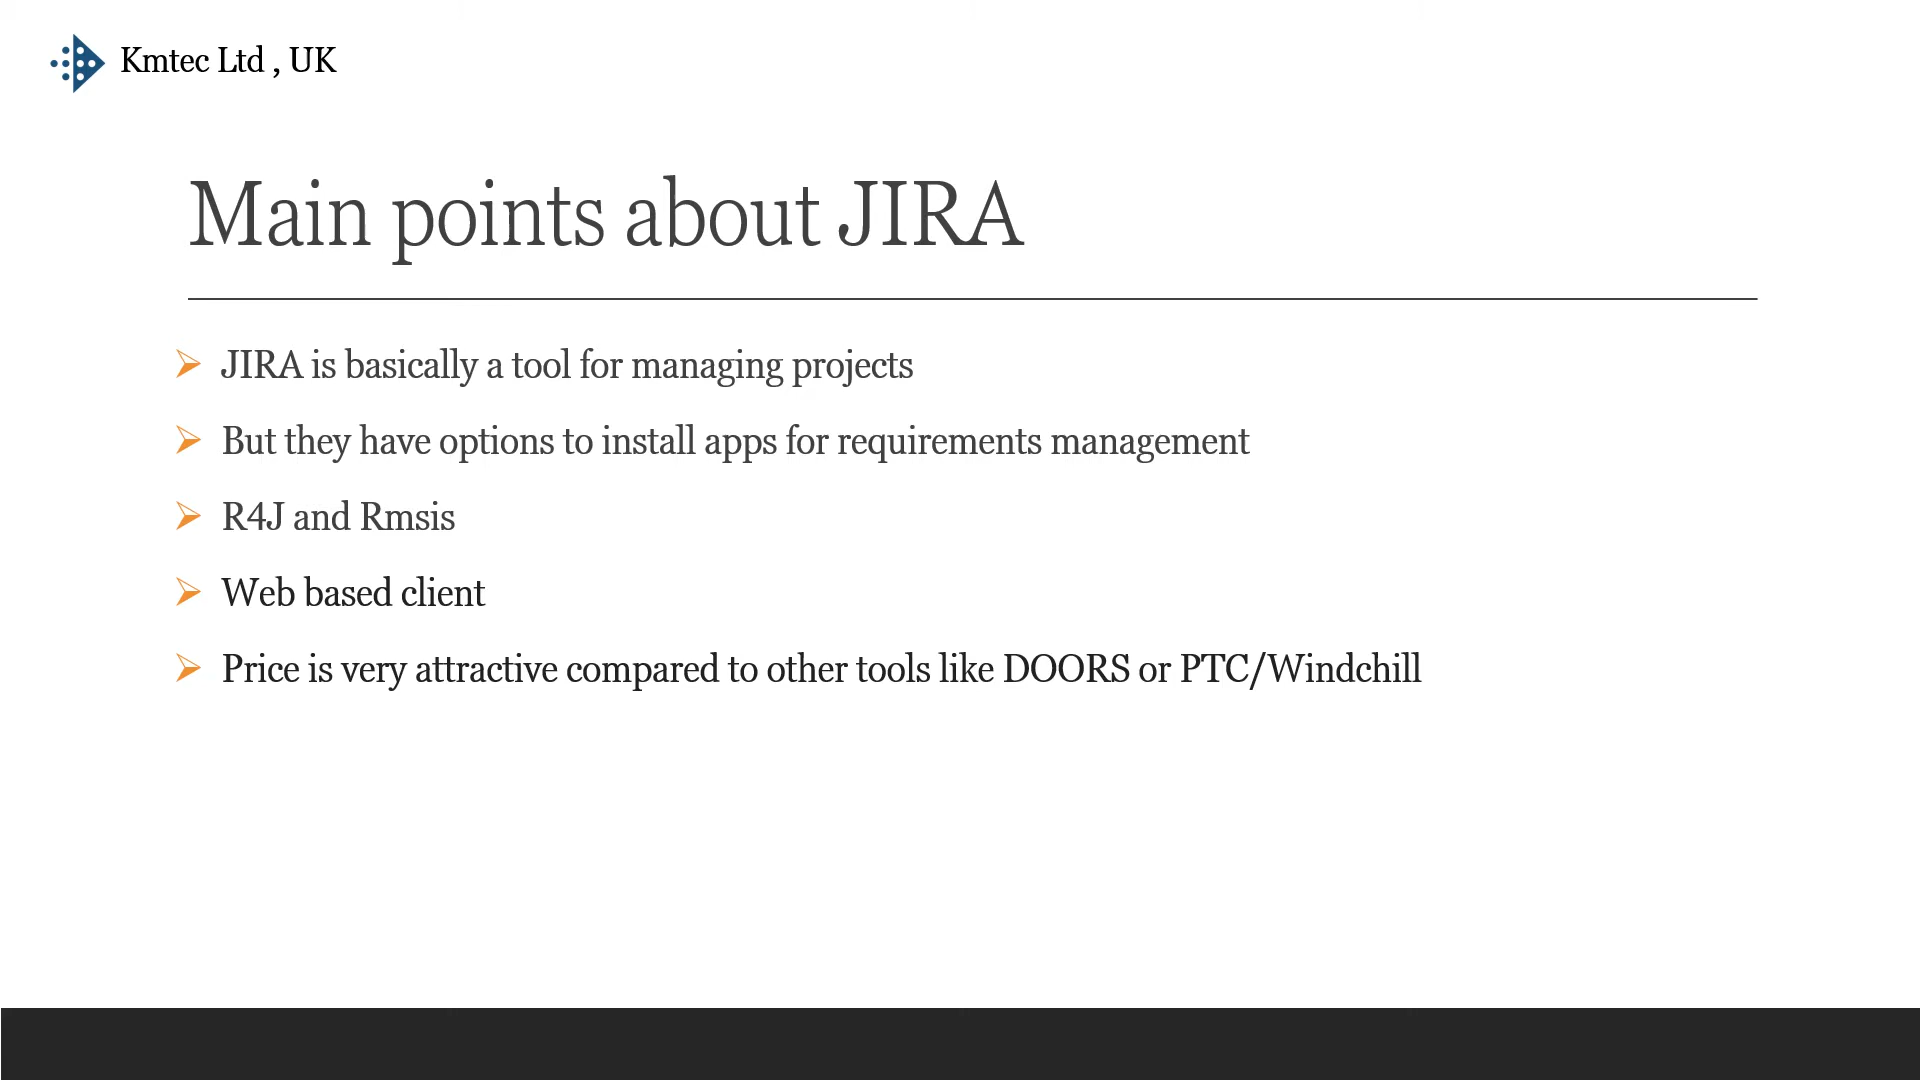 Kmtec Ltd , UK
Main points about JIRA
JIRA is basically a tool for managing projects
But they have options to install apps for requirements management
R4J and Rmsis
Web based client
Price is very attractive compared to other tools like DOORS or PTC/Windchill